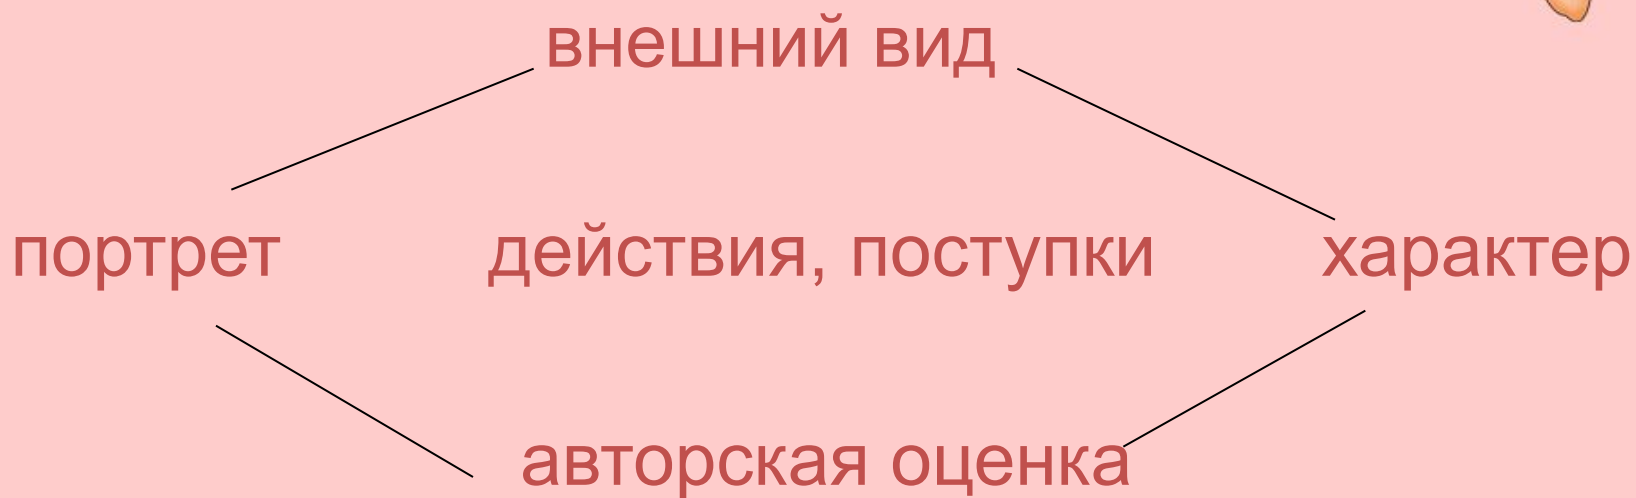 внешний вид
портрет действия, поступки характер
авторская оценка